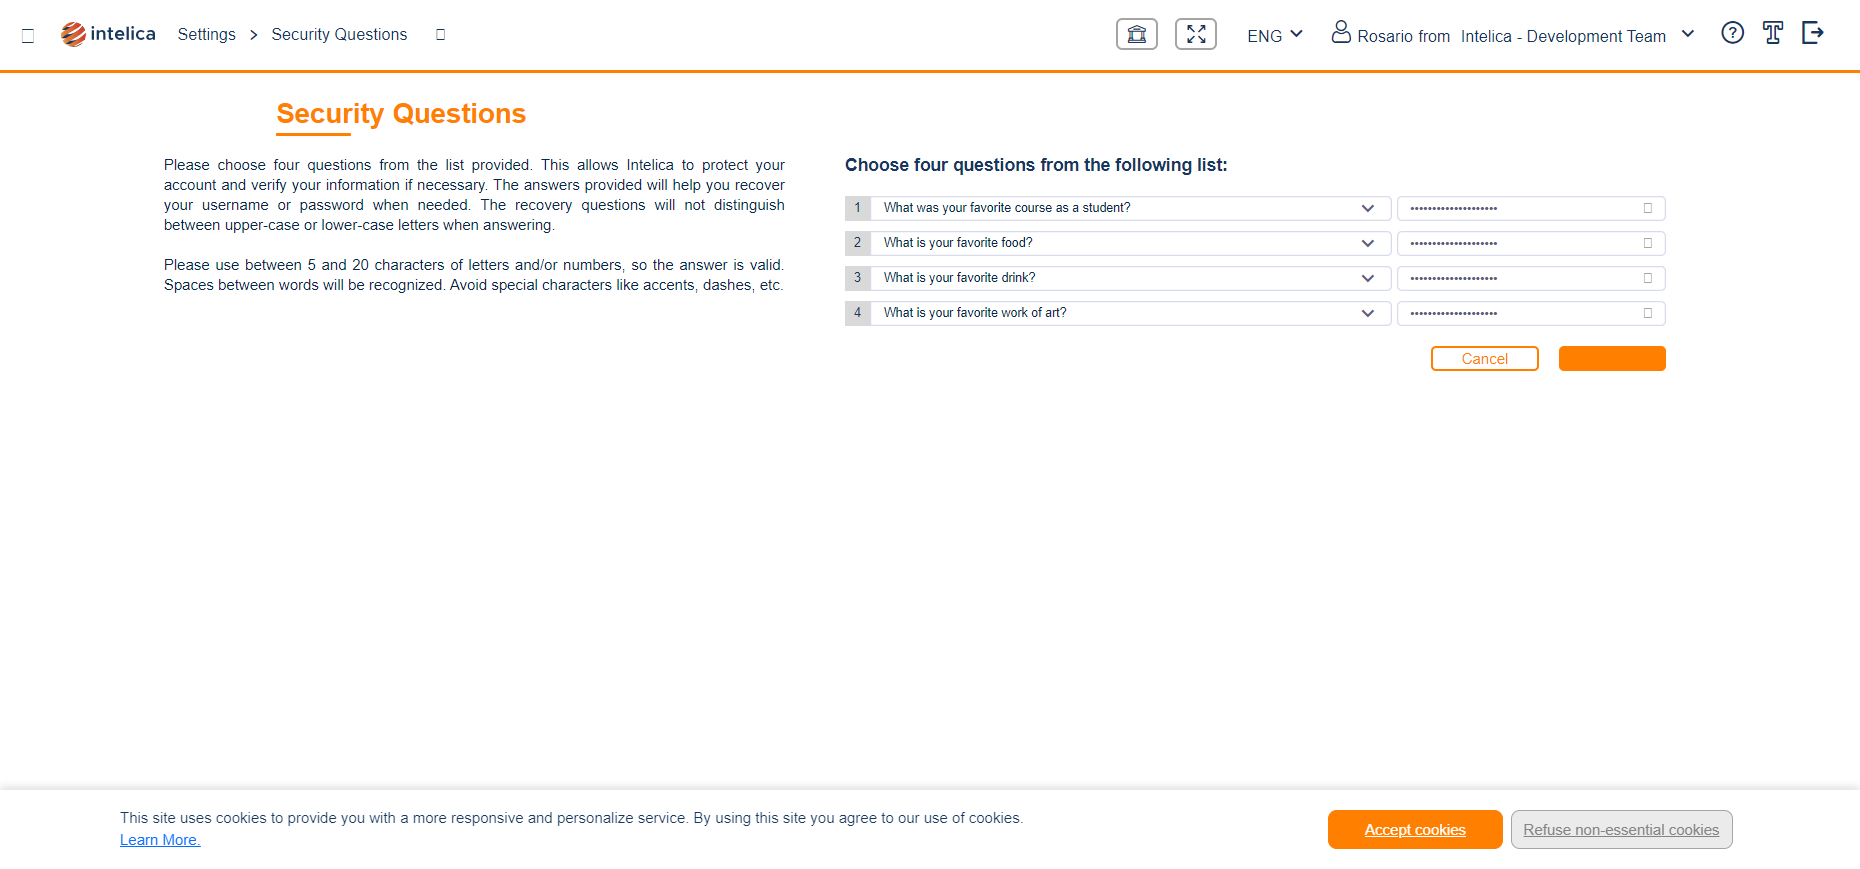 intelica Settings > Security Questions ENG Rosario from Intelica - Development Team
Security Questions
Please choose four questions from the list provided. This allows Intelica to protect your
account and verify your information if necessary. The answers provided will help you recover
your username or password when needed. The recovery questions will not distinguish
between upper-case or lower-case letters when answering.
Please use between 5 and 20 characters of letters and/or numbers, so the answer is valid.
Spaces between words will be recognized. Avoid special characters like accents, dashes, etc.
Choose four questions from the following list:
1 What was your favorite course as a student?
2 What is your favorite food?
3 What is your favorite drink?
4 What is your favorite work of art?
Cancel
This site uses cookies to provide you with a more responsive and personalize service. By using this site you agree to our use of cookies.
Learn More.
Accept cookies Refuse non-essential cookies